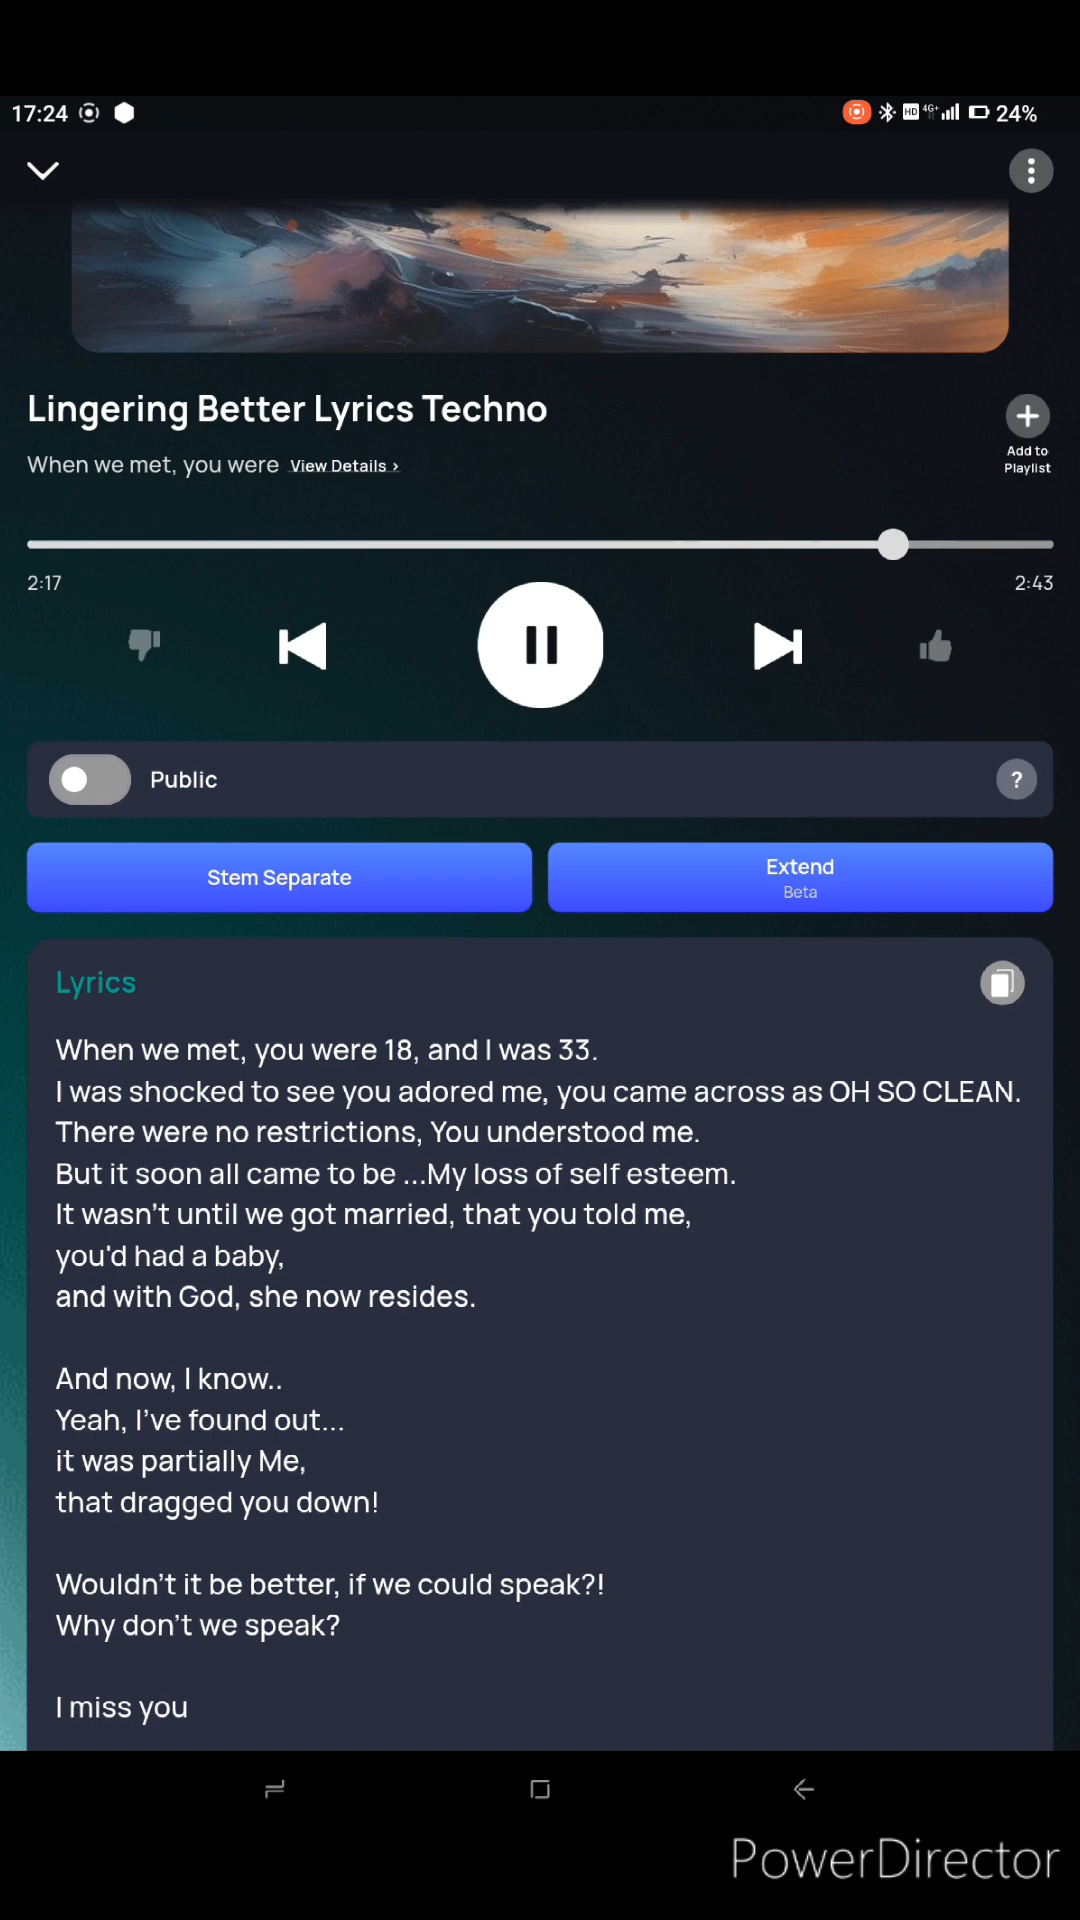 17:24 HD 4G+ 24%
Lingering Better Lyrics Techno
When we met, you were View Details >
Add to
Playlist
2:17 2:43
Public ?
Stem Separate
Extend
Beta
Lyrics
When we met, you were 18, and I was 33.
I was shocked to see you adored me, you came across as OH SO CLEAN.
There were no restrictions, You understood me.
But it soon all came to be ...My loss of self esteem.
It wasn't until we got married, that you told me,
you'd had a baby,
and with God, she now resides.
And now, I know..
Yeah, I've found out...
it was partially Me,
that dragged you down!
Wouldn't it be better, if we could speak?!
Why don't we speak?
I miss you
PowerDirector